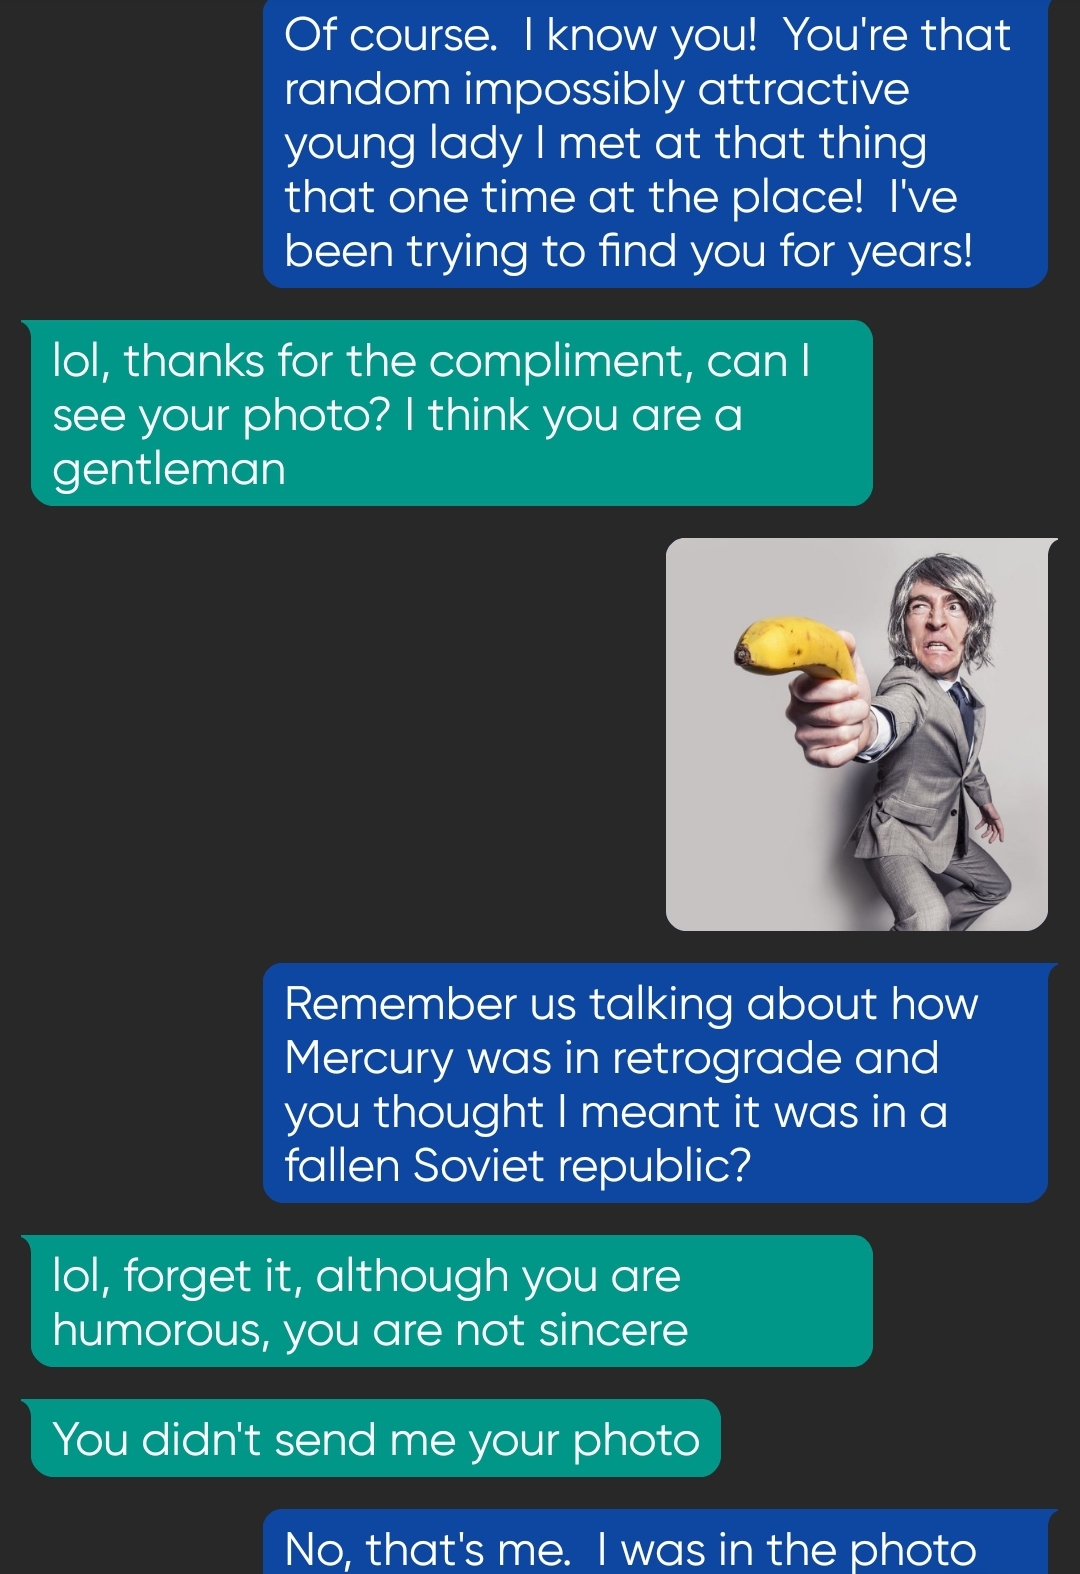 Of course.  I know you!  You're that
random impossibly attractive
young lady I met at that thing
that one time at the place!  I've
been trying to find you for years!
lol, thanks for the compliment, can I
see your photo? I think you are a
gentleman
Remember us talking about how
Mercury was in retrograde and
you thought I meant it was in a
fallen Soviet republic?
lol, forget it, although you are
humorous, you are not sincere
You didn't send me your photo
No, that's me.  I was in the photo